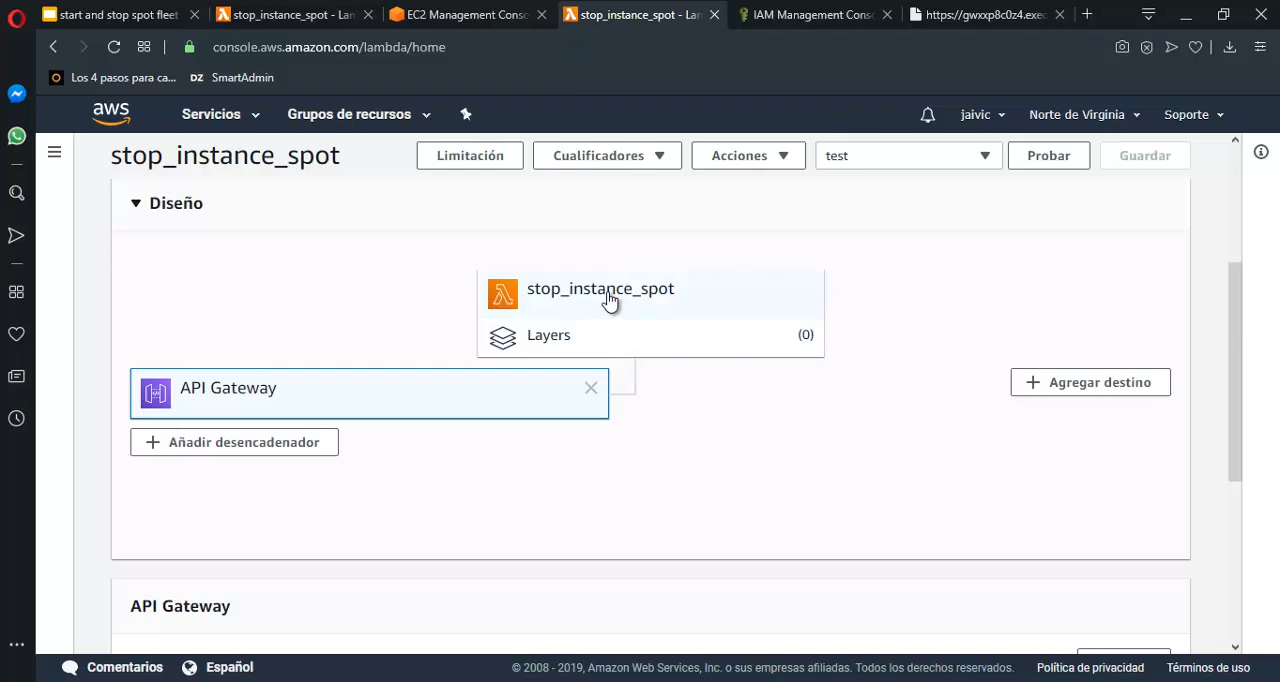 start and stop spot fleet
stop_instance_spot - Lan
EC2 Management Conso
stop_instance_spot - Lan
IAM Management Conso
https://gwxxp8c0z4.exec
console.aws.amazon.com/lambda/home
Los 4 pasos para ca...
DZ SmartAdmin
aws
Servicios
Grupos de recursos
jaivic
Norte de Virginia
Soporte
stop_instance_spot
Limitación
Cualificadores
Acciones
test
Probar
Guardar
Diseño
stop_instance_spot
Layers
(0)
API Gateway
Agregar destino
Añadir desencadenador
API Gateway
Comentarios
Español
© 2008 - 2019, Amazon Web Services, Inc. o sus empresas afiliadas. Todos los derechos reservados.
Política de privacidad
Términos de uso